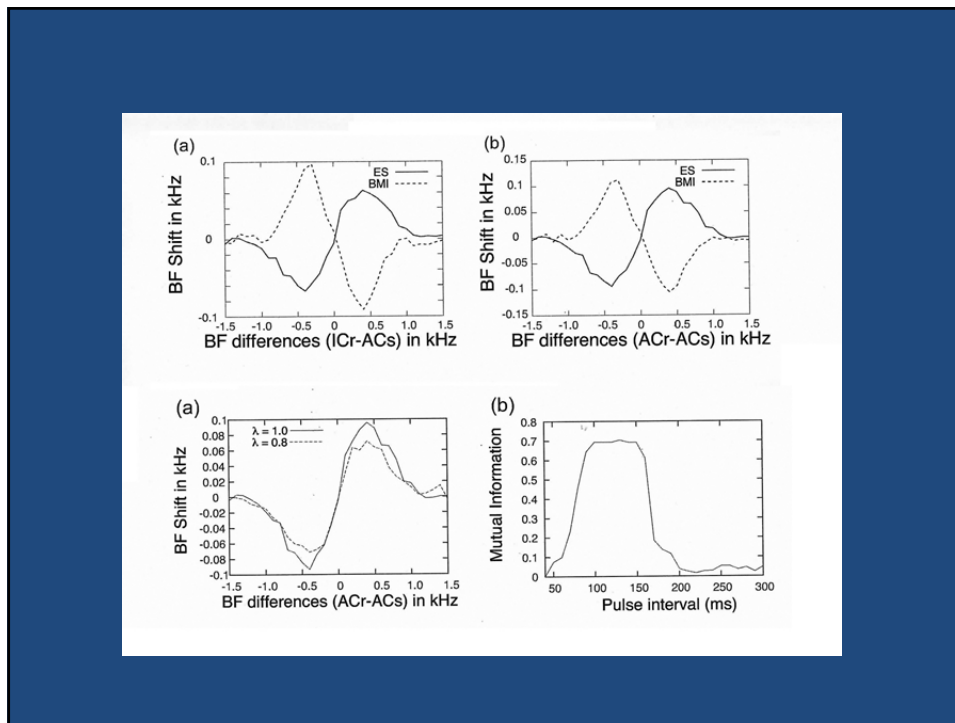 (a)
ES
BMI
BF Shift in kHz
0.1
0
-0.1
-1.5 -1.0 -0.5 0 0.5 1.0 1.5
BF differences (ICr-ACs) in kHz
(b)
ES
BMI
BF Shift in kHz
0.15
0.10
0.05
0
-0.05
-0.10
-0.15
-1.5 -1.0 -0.5 0 0.5 1.0 1.5
BF differences (ACr-ACs) in kHz
(a)
λ = 1.0
λ = 0.8
BF Shift in kHz
0.1
0.08
0.06
0.04
0.02
0
-0.02
-0.04
-0.06
-0.08
-0.1
-1.5 -1.0 -0.5 0 0.5 1.0 1.5
BF differences (ACr-ACs) in kHz
(b)
Mutual Information
0.8
0.7
0.6
0.5
0.4
0.3
0.2
0.1
0
50 100 150 200 250 300
Pulse interval (ms)